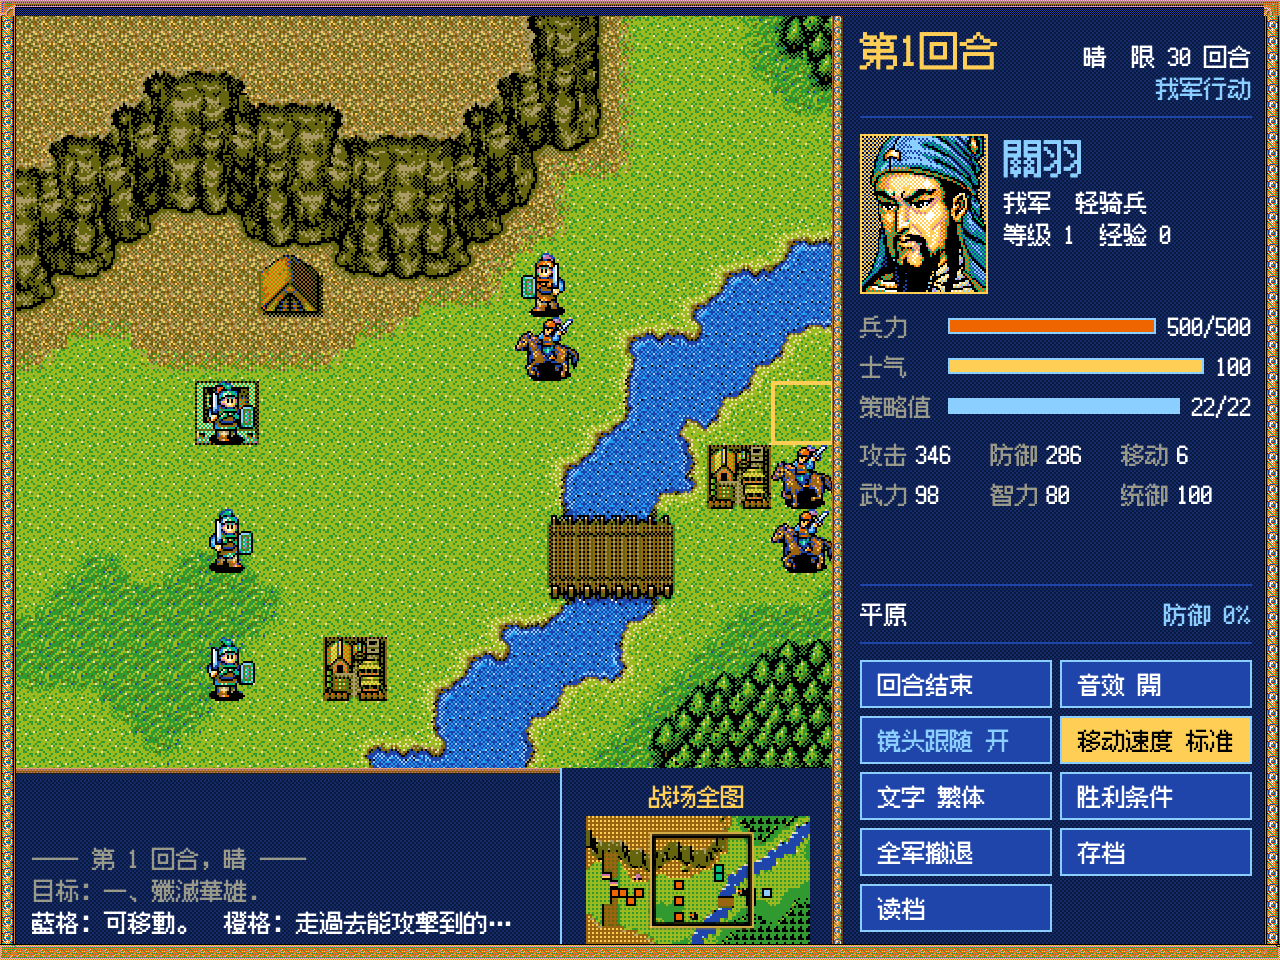 第1回合
晴 限 30 回合
我军行动
關羽
我军 轻骑兵
等级 1 经验 0
兵力 500/500
士气 100
策略值 22/22
攻击 346 防御 286 移动 6
武力 98 智力 80 统御 100
平原 防御 0%
回合结束 音效 開
镜头跟随 开 移动速度 标准
文字 繁体 胜利条件
全军撤退 存档
读档
战场全图
—— 第 1 回合，晴 ——
目标：一、殲滅華雄．
藍格：可移動。 橙格：走過去能攻擊到的…